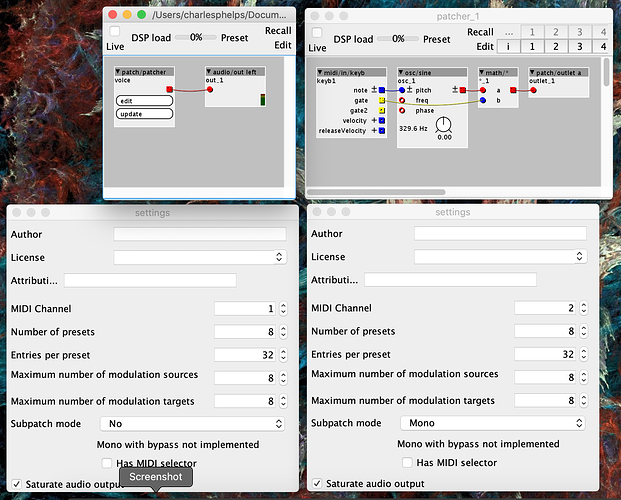 /Users/charlesphelps/Docum...
DSP load 0% Preset Recall
Live Edit
patch/patcher
voice
edit
update
audio/out left
out_1
patcher_1
DSP load 0% Preset Recall ... 1 2 3 4
Live Edit i 1 2 3 4
midi/in/keyb
keyb1
note
gate
gate2
velocity
releaseVelocity
osc/sine
osc_1
pitch
freq
phase
329.6 Hz
0.00
math/*
*_1
a
b
patch/outlet a
outlet_1
settings
Author
License
Attributi...
MIDI Channel 1
Number of presets 8
Entries per preset 32
Maximum number of modulation sources 8
Maximum number of modulation targets 8
Subpatch mode No
Mono with bypass not implemented
Has MIDI selector
Saturate audio output
Screenshot
settings
Author
License
Attributi...
MIDI Channel 2
Number of presets 8
Entries per preset 32
Maximum number of modulation sources 8
Maximum number of modulation targets 8
Subpatch mode Mono
Mono with bypass not implemented
Has MIDI selector
Saturate audio output